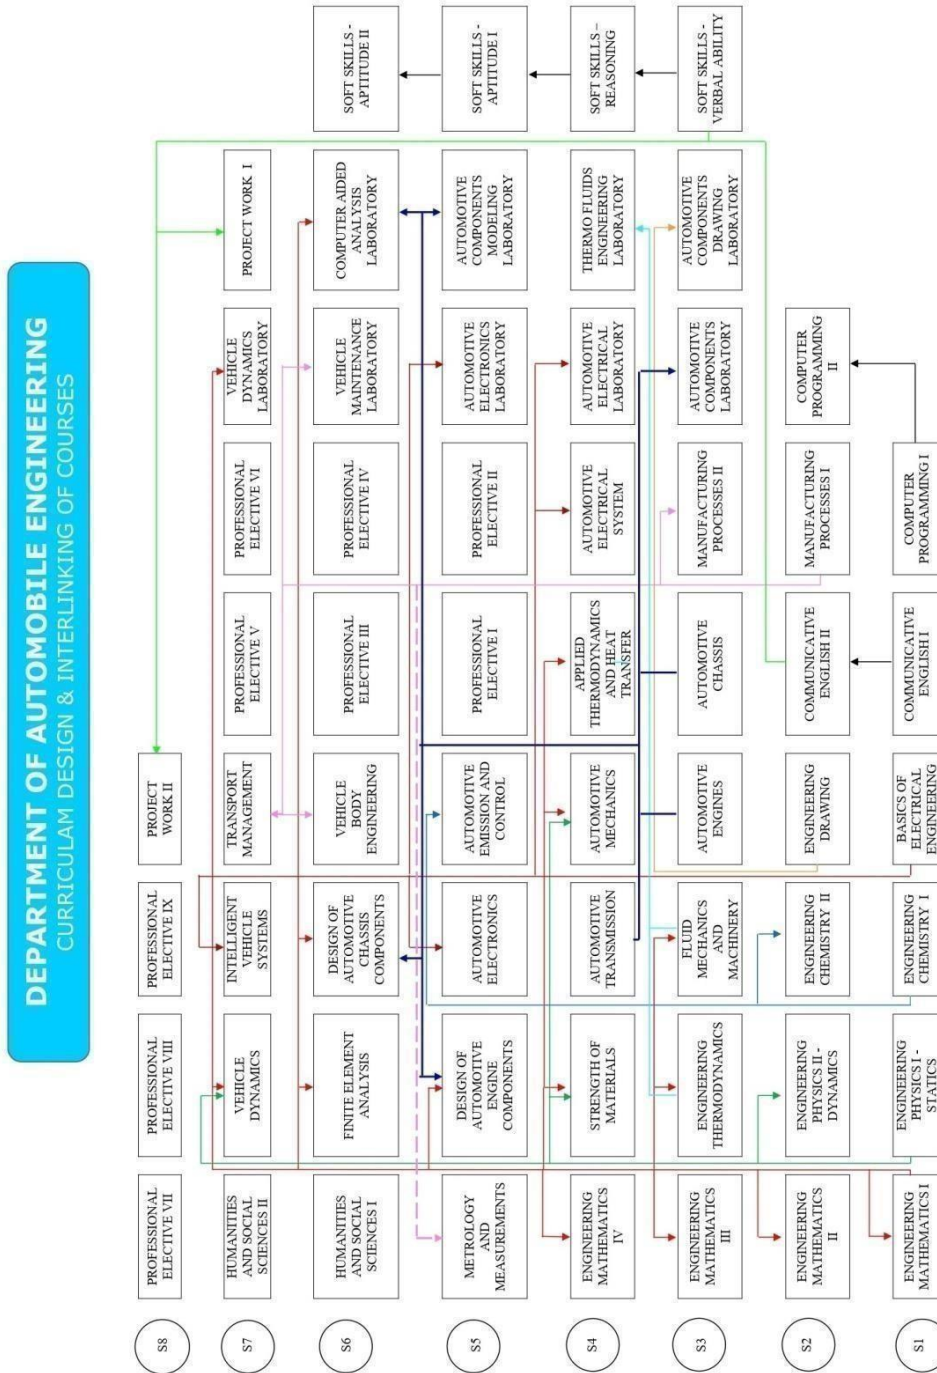 DEPARTMENT OF AUTOMOBILE ENGINEERING
CURRICULAM DESIGN & INTERLINKING OF COURSES
S8
PROFESSIONAL
ELECTIVE VII
PROFESSIONAL
ELECTIVE VIII
PROFESSIONAL
ELECTIVE IX
PROJECT
WORK II
S7
HUMANITIES
AND SOCIAL
SCIENCES II
VEHICLE
DYNAMICS
INTELLIGENT
VEHICLE
SYSTEMS
TRANSPORT
MANAGEMENT
PROFESSIONAL
ELECTIVE V
PROFESSIONAL
ELECTIVE VI
VEHICLE
DYNAMICS
LABORATORY
PROJECT WORK I
S6
HUMANITIES
AND SOCIAL
SCIENCES I
FINITE ELEMENT
ANALYSIS
DESIGN OF
AUTOMOTIVE
CHASSIS
COMPONENTS
VEHICLE
BODY
ENGINEERING
PROFESSIONAL
ELECTIVE III
PROFESSIONAL
ELECTIVE IV
VEHICLE
MAINTENANCE
LABORATORY
COMPUTER AIDED
ANALYSIS
LABORATORY
SOFT SKILLS -
APTITUDE II
S5
METROLOGY
AND
MEASUREMENTS
DESIGN OF
AUTOMOTIVE
ENGINE
COMPONENTS
AUTOMOTIVE
ELECTRONICS
AUTOMOTIVE
EMISSION AND
CONTROL
PROFESSIONAL
ELECTIVE I
PROFESSIONAL
ELECTIVE II
AUTOMOTIVE
ELECTRONICS
LABORATORY
AUTOMOTIVE
COMPONENTS
MODELING
LABORATORY
SOFT SKILLS -
APTITUDE I
S4
ENGINEERING
MATHEMATICS
IV
STRENGTH OF
MATERIALS
AUTOMOTIVE
TRANSMISSION
AUTOMOTIVE
MECHANICS
APPLIED
THERMODYNAMICS
AND HEAT
TRANSFER
AUTOMOTIVE
ELECTRICAL
SYSTEM
AUTOMOTIVE
ELECTRICAL
LABORATORY
THERMO FLUIDS
ENGINEERING
LABORATORY
SOFT SKILLS –
REASONING
S3
ENGINEERING
MATHEMATICS
III
ENGINEERING
THERMODYNAMICS
FLUID
MECHANICS
AND
MACHINERY
AUTOMOTIVE
ENGINES
AUTOMOTIVE
CHASSIS
MANUFACTURING
PROCESSES II
AUTOMOTIVE
COMPONENTS
LABORATORY
AUTOMOTIVE
COMPONENTS
DRAWING
LABORATORY
SOFT SKILLS -
VERBAL ABILITY
S2
ENGINEERING
MATHEMATICS
II
ENGINEERING
PHYSICS II -
DYNAMICS
ENGINEERING
CHEMISTRY II
ENGINEERING
DRAWING
COMMUNICATIVE
ENGLISH II
MANUFACTURING
PROCESSES I
COMPUTER
PROGRAMMING
II
S1
ENGINEERING
MATHEMATICS I
ENGINEERING
PHYSICS I -
STATICS
ENGINEERING
CHEMISTRY I
BASICS OF
ELECTRICAL
ENGINEERING
COMMUNICATIVE
ENGLISH I
COMPUTER
PROGRAMMING I